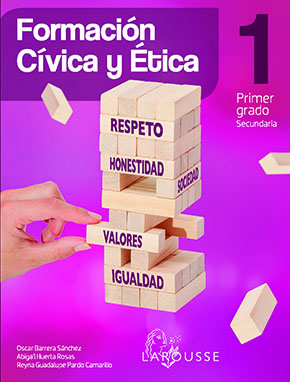 Formación
Cívica y Ética
1
Primer
grado
Secundaria
RESPETO
HONESTIDAD
SOCIEDAD
VALORES
IGUALDAD
Oscar Barrera Sánchez
Abigail Huerta Rosas
Reyna Guadalupe Pardo Camarillo
LAROUSSE